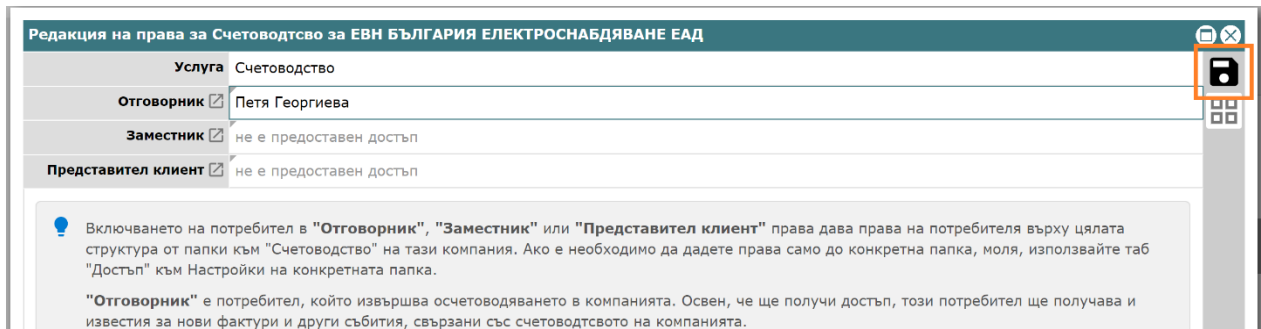 Редакция на права за Счетоводтсво за ЕВН БЪЛГАРИЯ ЕЛЕКТРОСНАБДЯВАНЕ ЕАД
Услуга Счетоводство
Отговорник Петя Георгиева
Заместник не е предоставен достъп
Представител клиент не е предоставен достъп
Включването на потребител в "Отговорник", "Заместник" или "Представител клиент" права дава права на потребителя върху цялата
структура от папки към "Счетоводство" на тази компания. Ако е необходимо да дадете права само до конкретна папка, моля, използвайте таб
"Достъп" към Настройки на конкретната папка.
"Отговорник" е потребител, който извършва осчетоводяването в компанията. Освен, че ще получи достъп, този потребител ще получава и
известия за нови фактури и други събития, свързани със счетоводтсвото на компанията.